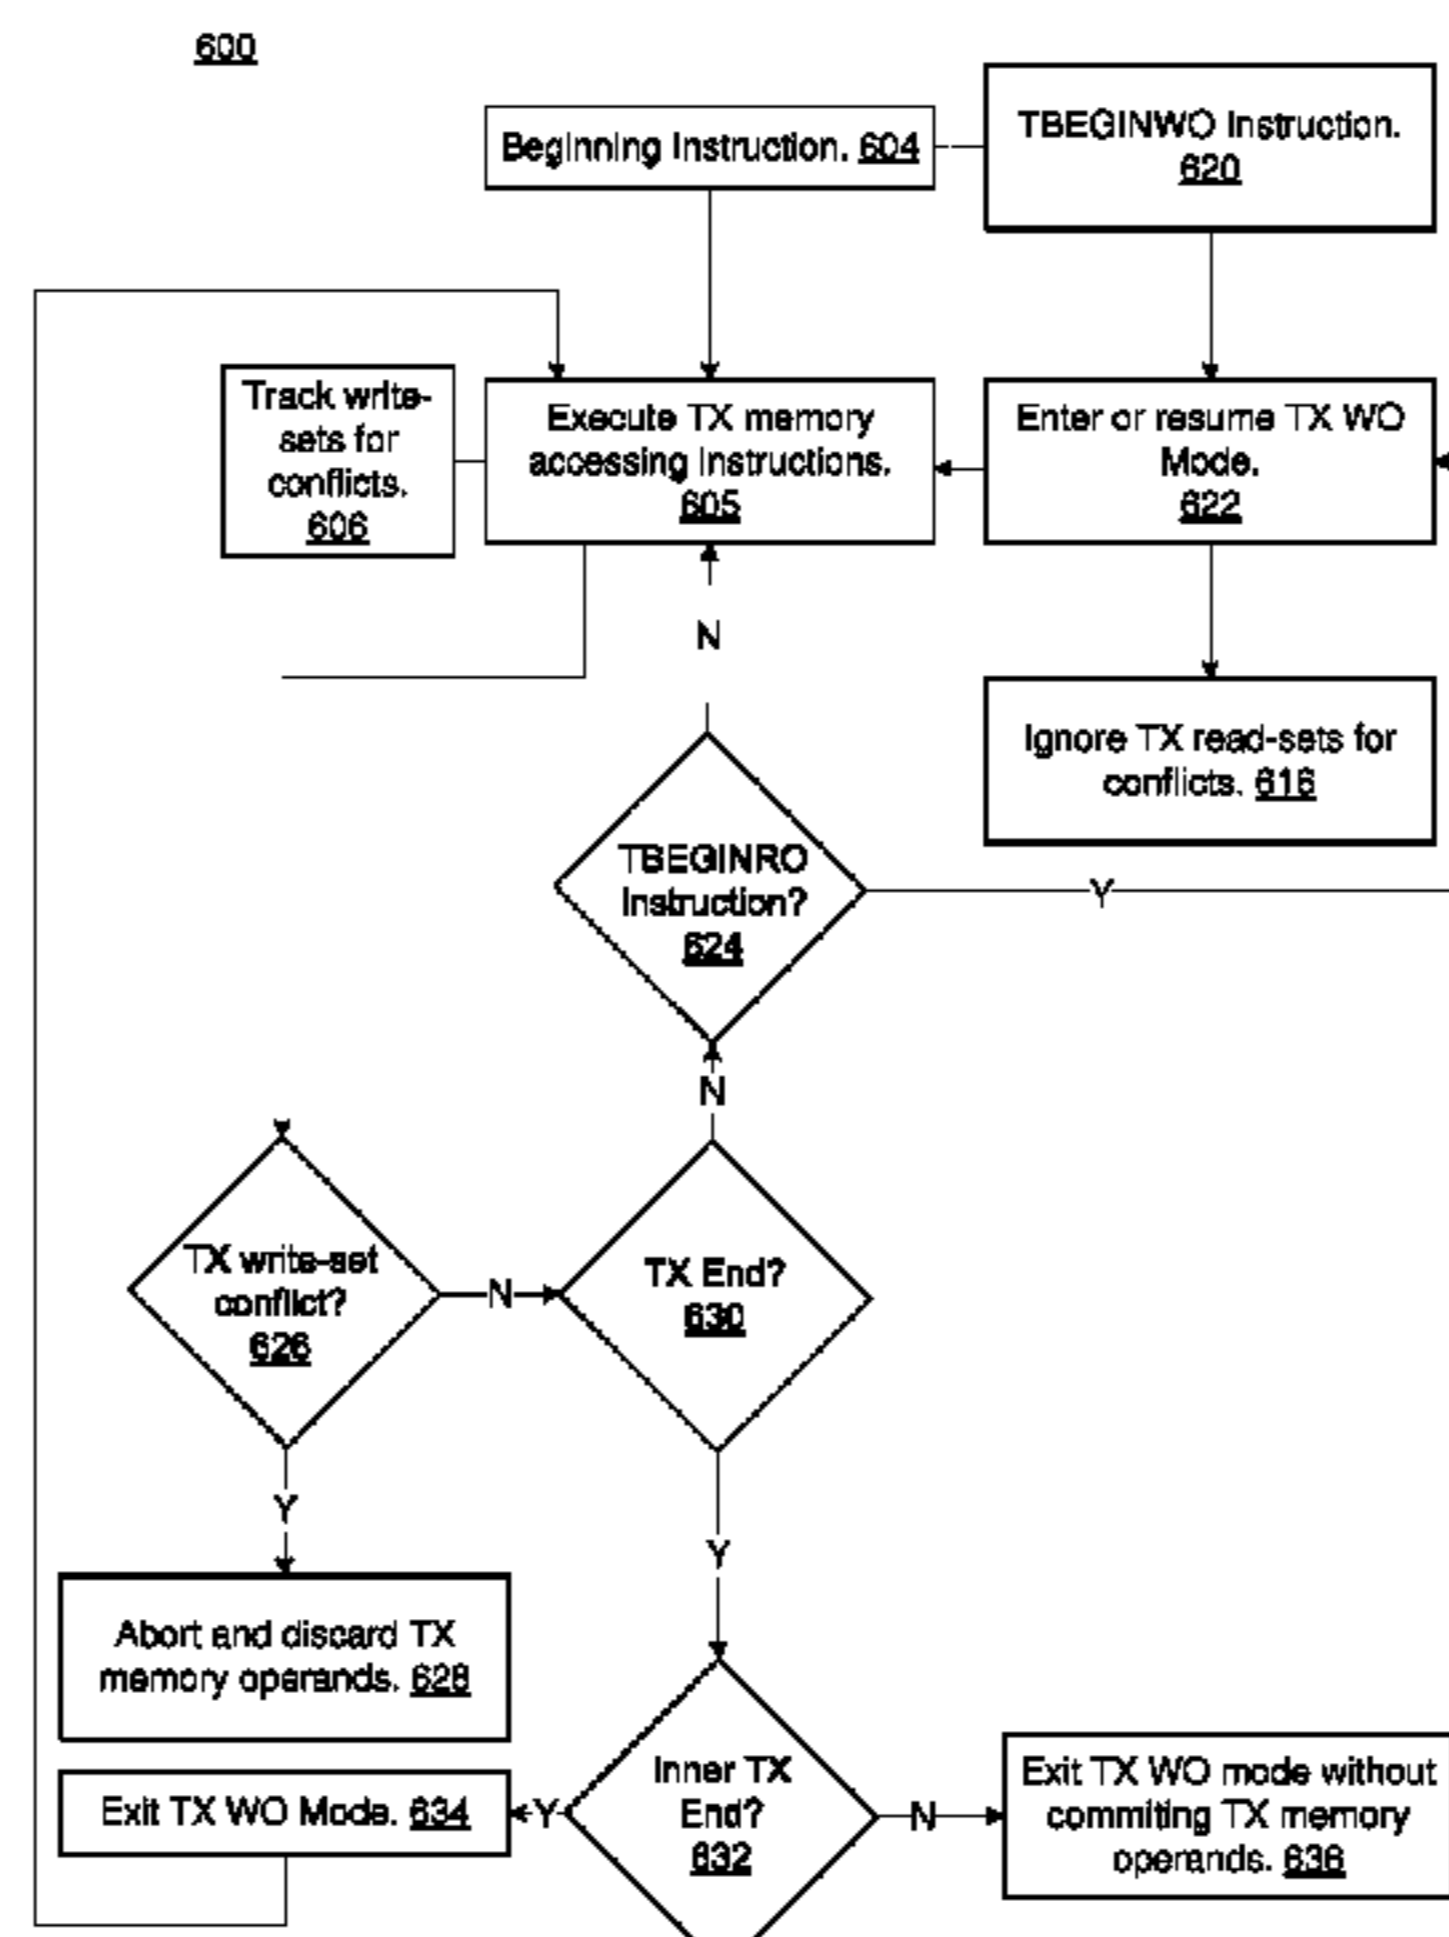 600
Beginning Instruction. 604
TBEGINWO Instruction.
620
Track write-
sets for
conflicts.
606
Execute TX memory
accessing Instructions.
605
Enter or resume TX WO
Mode.
622
N
Ignore TX read-sets for
conflicts. 616
TBEGINRO
Instruction?
624
Y
N
TX write-set
conflict?
626
N
TX End?
630
Y
Y
Abort and discard TX
memory operands. 628
Exit TX WO Mode. 634
Y
Inner TX
End?
632
N
Exit TX WO mode without
commiting TX memory
operands. 636